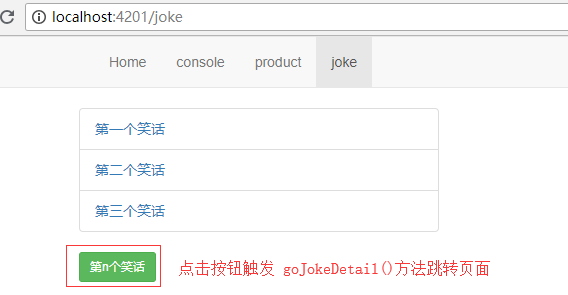 localhost:4201/joke
Home console product joke
第一个笑话
第二个笑话
第三个笑话
第n个笑话 点击按钮触发 goJokeDetail()方法跳转页面